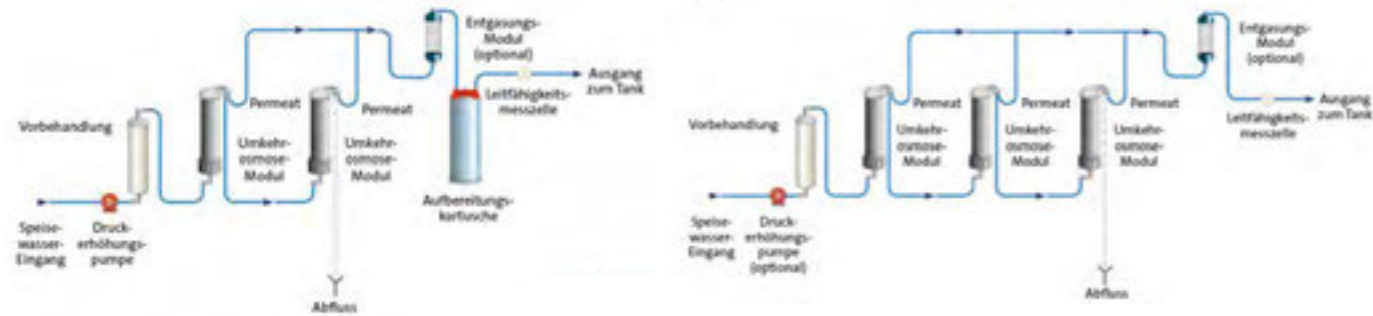 Entgasungs-
Modul
(optional)
Ausgang
zum Tank
Leitfähigkeits-
messzelle
Permeat
Permeat
Vorbehandlung
Umkehr-
osmose-
Modul
Umkehr-
osmose-
Modul
Aufbereitungs-
kartusche
Speise-
wasser-
Eingang
Druck-
erhöhungs-
pumpe
Abfluss
Entgasungs-
Modul
(optional)
Ausgang
zum Tank
Leitfähigkeits-
messzelle
Permeat
Permeat
Permeat
Vorbehandlung
Umkehr-
osmose-
Modul
Umkehr-
osmose-
Modul
Umkehr-
osmose-
Modul
Speise-
wasser-
Eingang
Druck-
erhöhungs-
pumpe
(optional)
Abfluss